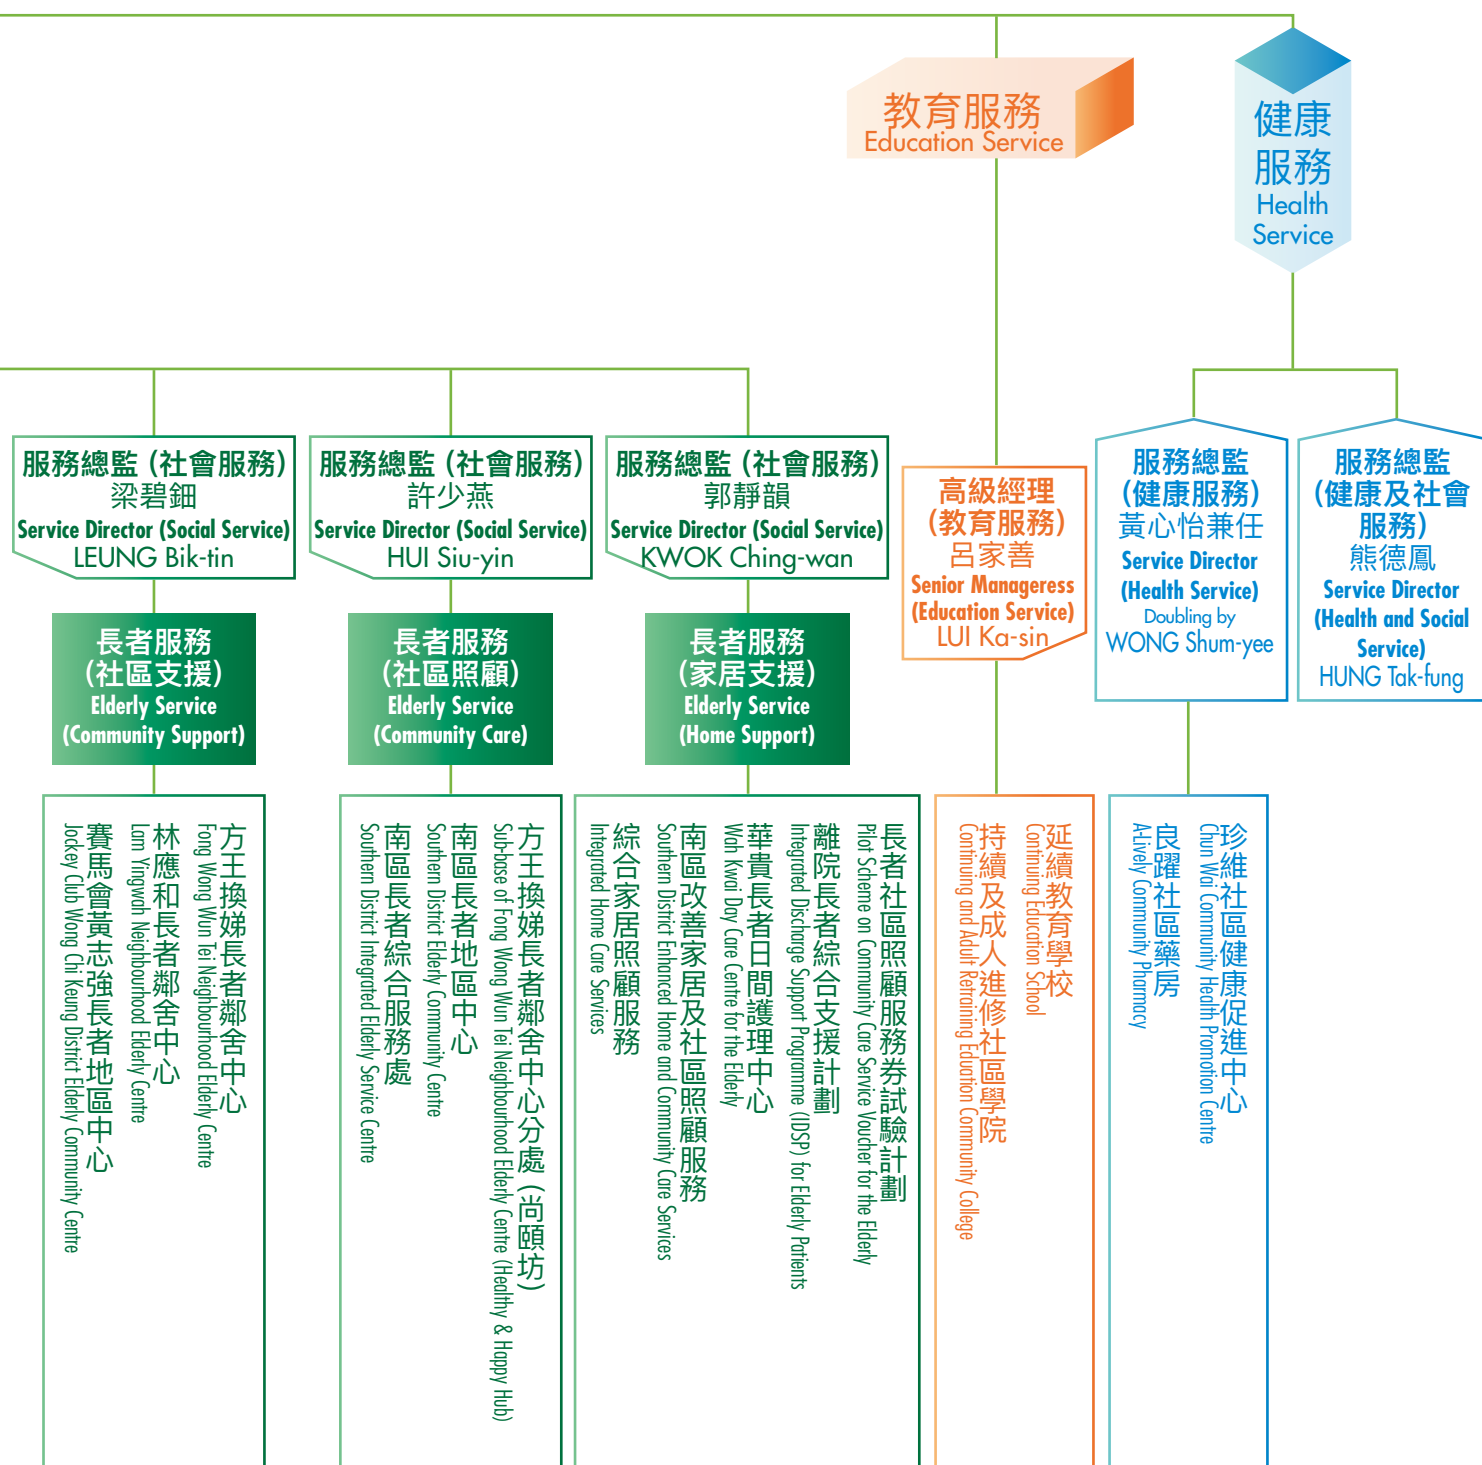 教育服務
Education Service
健康
服務
Health
Service
服務總監 (社會服務)
梁碧鈿
Service Director (Social Service)
LEUNG Bik-tin
長者服務
(社區支援)
Elderly Service
(Community Support)
方王換娣長者鄰舍中心
Fong Wong Wun Tei Neighbourhood Elderly Centre
林應和長者鄰舍中心
Lam Yingwah Neighbourhood Elderly Centre
賽馬會黃志強長者地區中心
Jockey Club Wong Chi Keung District Elderly Community Centre
服務總監 (社會服務)
許少燕
Service Director (Social Service)
HUI Siu-yin
長者服務
(社區照顧)
Elderly Service
(Community Care)
方王換娣長者鄰舍中心分處 (尚頤坊)
Sub-base of Fong Wong Wun Tei Neighbourhood Elderly Centre (Healthy & Happy Hub)
南區長者地區中心
Southern District Elderly Community Centre
南區長者綜合服務處
Southern District Integrated Elderly Service Centre
服務總監 (社會服務)
郭靜韻
Service Director (Social Service)
KWOK Ching-wan
長者服務
(家居支援)
Elderly Service
(Home Support)
長者社區照顧服務券試驗計劃
Pilot Scheme on Community Care Service Voucher for the Elderly
離院長者綜合支援計劃
Integrated Discharge Support Programme (IDSP) for Elderly Patients
華貴長者日間護理中心
Wah Kwai Day Care Centre for the Elderly
南區改善家居及社區照顧服務
Southern District Enhanced Home and Community Care Services
綜合家居照顧服務
Integrated Home Care Services
高級經理
(教育服務)
呂家善
Senior Manageress
(Education Service)
LUI Ka-sin
延續教育學校
Continuing Education School
持續及成人進修社區學院
Continuing and Adult Retraining Eduation Community College
服務總監
(健康服務)
黃心怡兼任
Service Director
(Health Service)
Doubling by
WONG Shum-yee
珍維社區健康促進中心
Chun Wai Community Health Promotion Centre
良躍社區藥房
A-Lively Community Pharmacy
服務總監
(健康及社會
服務)
熊德鳳
Service Director
(Health and Social
Service)
HUNG Tak-fung